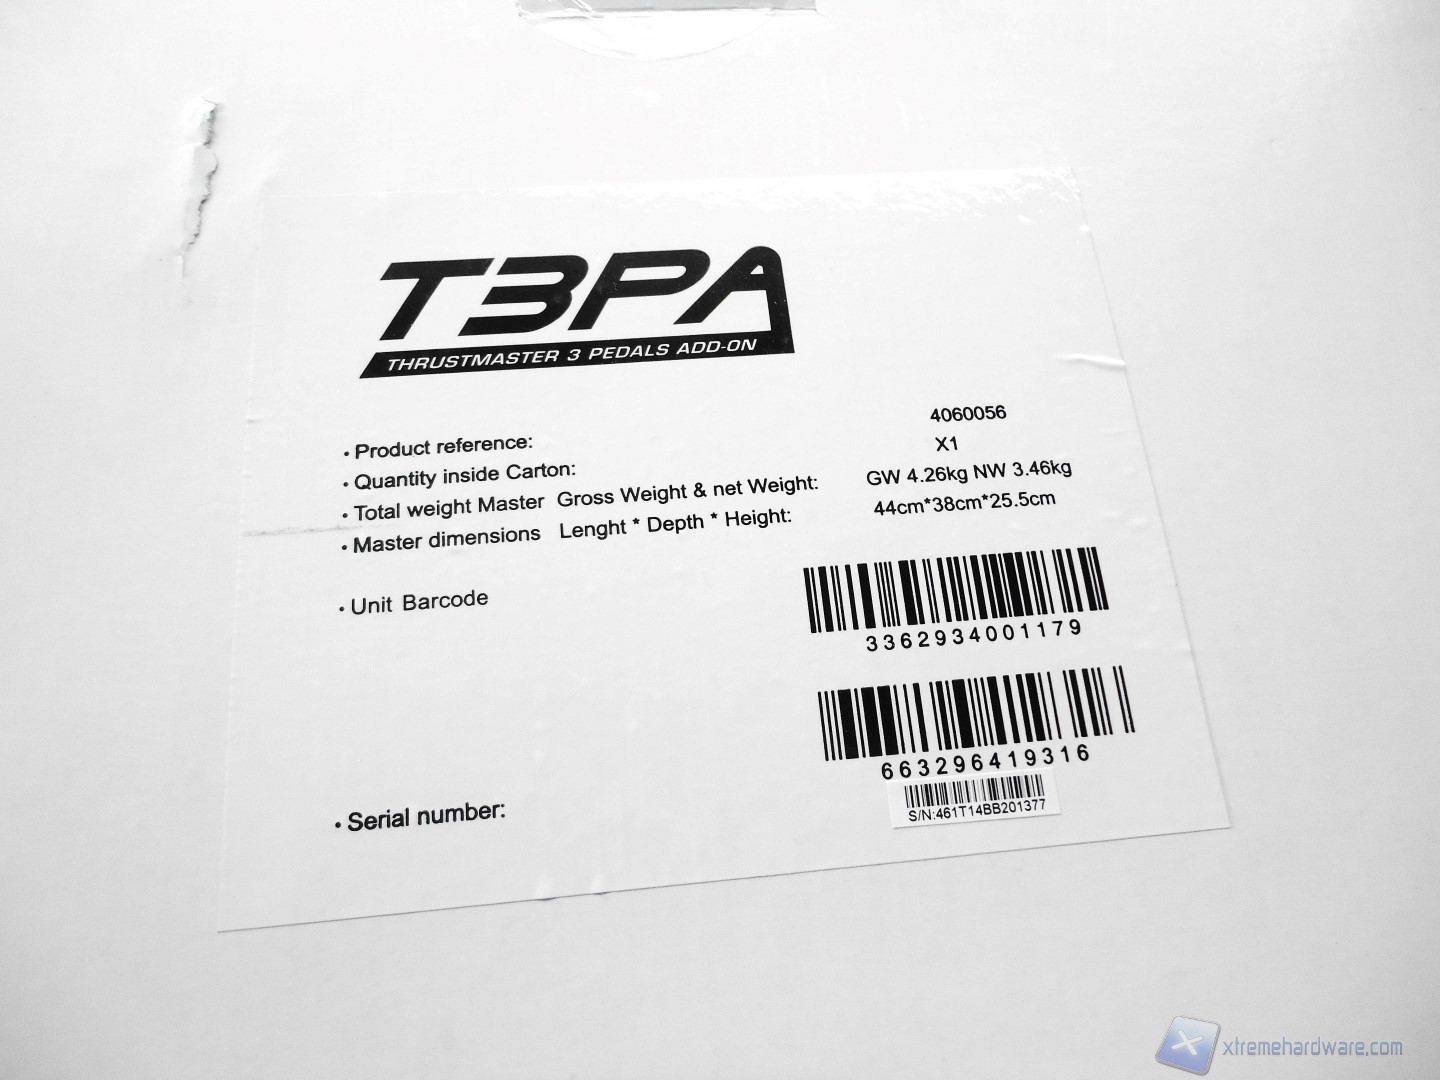 T3PA
THRUSTMASTER 3 PEDALS ADD-ON
• Product reference: 4060056
• Quantity inside Carton: X1
• Total weight Master Gross Weight & net Weight: GW 4.26kg NW 3.46kg
• Master dimensions Lenght * Depth * Height: 44cm*38cm*25.5cm
• Unit Barcode
3362934001179
663296419316
S/N:461T14BB201377
• Serial number:
xtremehardware.com